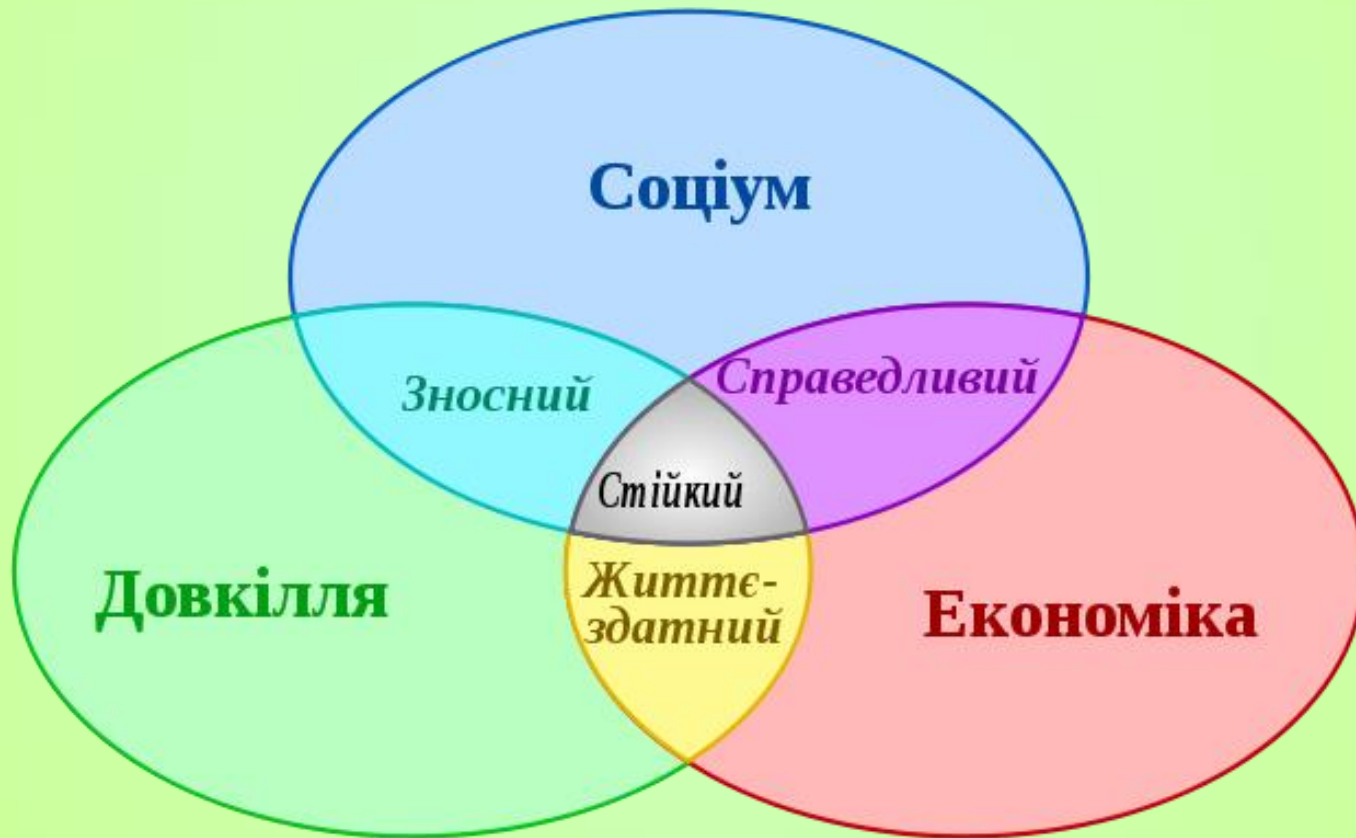 Соціум
Зносний
Справедливий
Стійкий
Життє-
здатний
Довкілля
Економіка